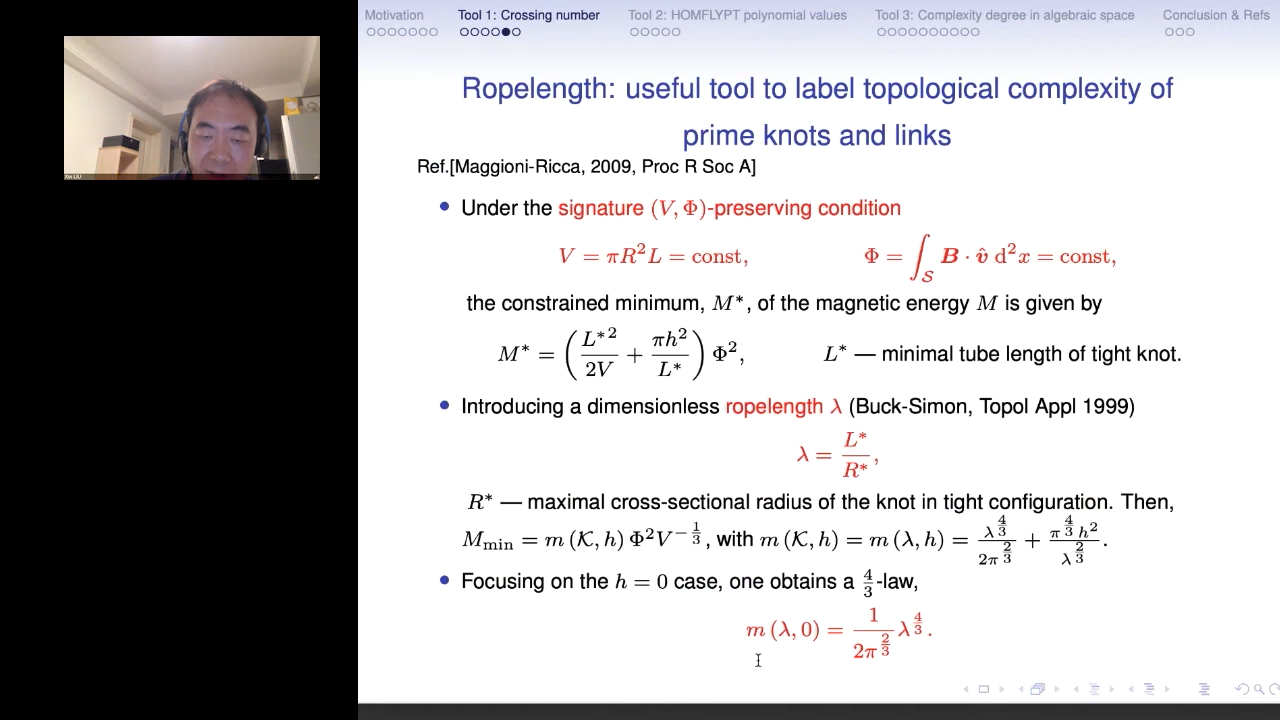 Motivation
Tool 1: Crossing number
Tool 2: HOMFLYPT polynomial values
Tool 3: Complexity degree in algebraic space
Conclusion & Refs
Xin LIU
Ropelength: useful tool to label topological complexity of
prime knots and links
Ref.[Maggioni-Ricca, 2009, Proc R Soc A]
• Under the signature (V, Φ)-preserving condition
V = πR²L = const, Φ = ∫_S B · v̂ d²x = const,
the constrained minimum, M*, of the magnetic energy M is given by
M* = (L*²/2V + πh²/L*) Φ², L* — minimal tube length of tight knot.
• Introducing a dimensionless ropelength λ (Buck-Simon, Topol Appl 1999)
λ = L*/R*,
R* — maximal cross-sectional radius of the knot in tight configuration. Then,
M_min = m (K, h) Φ²V^{-1/3}, with m (K, h) = m (λ, h) = λ^{4/3}/2π^{2/3} + π^{4/3}h²/λ^{2/3}.
• Focusing on the h = 0 case, one obtains a 4/3-law,
m (λ, 0) = 1/2π^{2/3} λ^{4/3}.